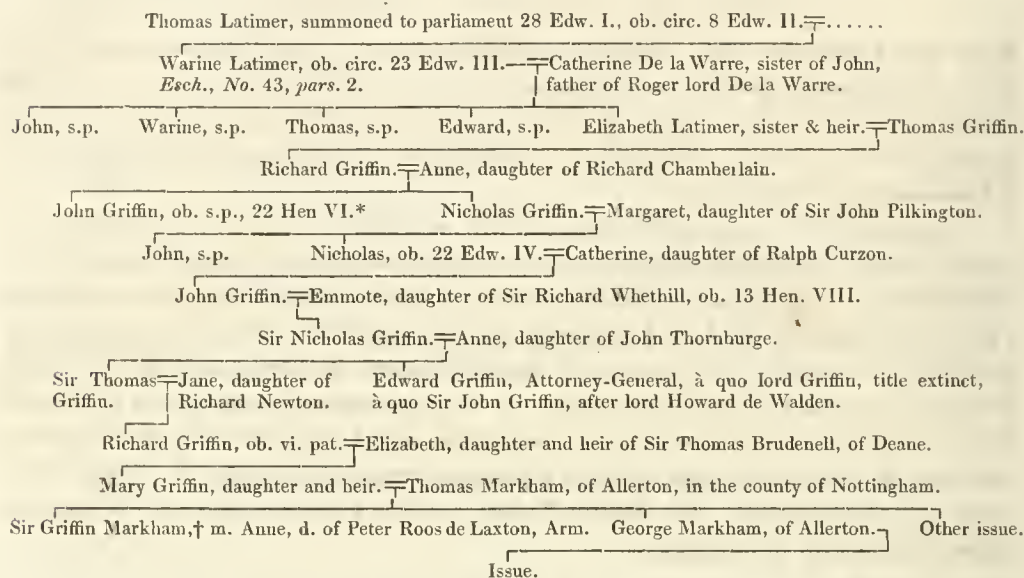 Thomas Latimer, summoned to parliament 28 Edw. I., ob. circ. 8 Edw. II.=......
Warine Latimer, ob. circ. 23 Edw. III.—=Catherine De la Warre, sister of John,
Esch., No. 43, pars. 2. father of Roger lord De la Warre.
John, s.p. Warine, s.p. Thomas, s.p. Edward, s.p. Elizabeth Latimer, sister & heir.=Thomas Griffin.
Richard Griffin.=Anne, daughter of Richard Chamberlain.
John Griffin, ob. s.p., 22 Hen VI.* Nicholas Griffin.=Margaret, daughter of Sir John Pilkington.
John, s.p. Nicholas, ob. 22 Edw. IV.=Catherine, daughter of Ralph Curzon.
John Griffin.=Emmote, daughter of Sir Richard Whethill, ob. 13 Hen. VIII.
Sir Nicholas Griffin.=Anne, daughter of John Thornburge.
Sir Thomas=Jane, daughter of Edward Griffin, Attorney-General, à quo lord Griffin, title extinct,
Griffin. Richard Newton. à quo Sir John Griffin, after lord Howard de Walden.
Richard Griffin, ob. vi. pat.=Elizabeth, daughter and heir of Sir Thomas Brudenell, of Deane.
Mary Griffin, daughter and heir.=Thomas Markham, of Allerton, in the county of Nottingham.
Sir Griffin Markham,† m. Anne, d. of Peter Roos de Laxton, Arm. George Markham, of Allerton. Other issue.
Issue.